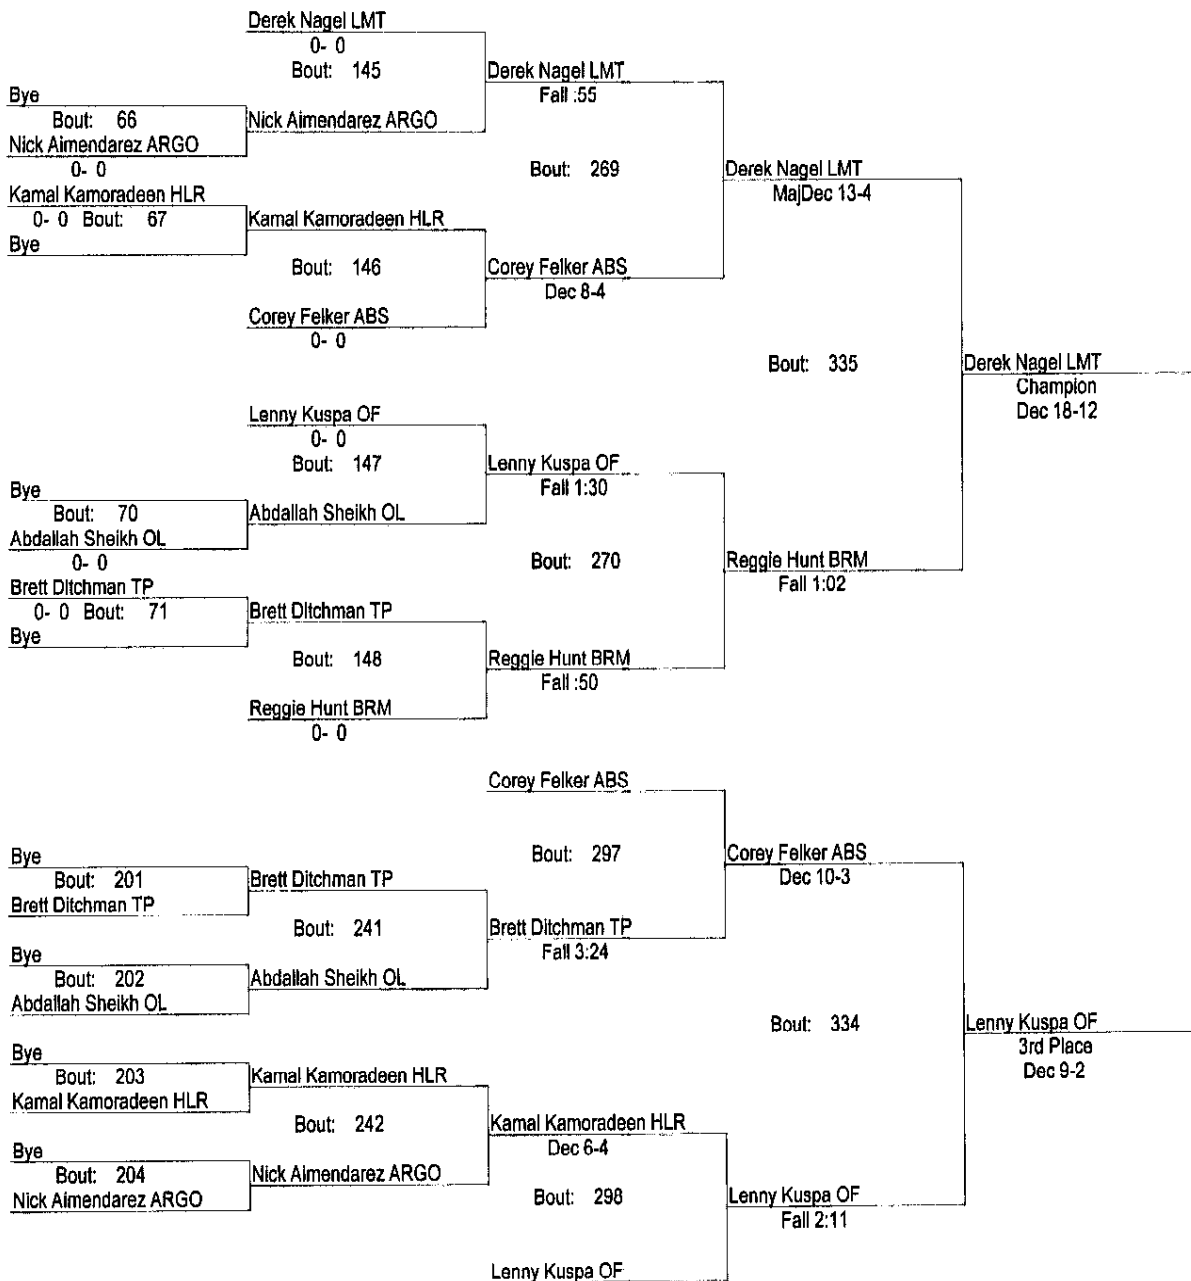 Derek Nagel LMT
0- 0
Bout: 145
Derek Nagel LMT
Fall :55
Bye
Bout: 66
Nick Aimendarez ARGO
Nick Aimendarez ARGO
0- 0
Bout: 269
Derek Nagel LMT
MajDec 13-4
Kamal Kamoradeen HLR
0- 0 Bout: 67
Kamal Kamoradeen HLR
Bye
Bout: 146
Corey Felker ABS
Dec 8-4
Corey Felker ABS
0- 0
Bout: 335
Derek Nagel LMT
Champion
Dec 18-12
Lenny Kuspa OF
0- 0
Bout: 147
Lenny Kuspa OF
Fall 1:30
Bye
Bout: 70
Abdallah Sheikh OL
Abdallah Sheikh OL
0- 0
Bout: 270
Reggie Hunt BRM
Fall 1:02
Brett Ditchman TP
0- 0 Bout: 71
Brett Ditchman TP
Bye
Bout: 148
Reggie Hunt BRM
Fall :50
Reggie Hunt BRM
0- 0
Corey Felker ABS
Bout: 297
Corey Felker ABS
Dec 10-3
Bye
Bout: 201
Brett Ditchman TP
Brett Ditchman TP
Bout: 241
Brett Ditchman TP
Fall 3:24
Bye
Bout: 202
Abdallah Sheikh OL
Abdallah Sheikh OL
Bout: 334
Lenny Kuspa OF
3rd Place
Dec 9-2
Bye
Bout: 203
Kamal Kamoradeen HLR
Kamal Kamoradeen HLR
Bout: 242
Kamal Kamoradeen HLR
Dec 6-4
Bye
Bout: 204
Nick Aimendarez ARGO
Nick Aimendarez ARGO
Bout: 298
Lenny Kuspa OF
Fall 2:11
Lenny Kuspa OF